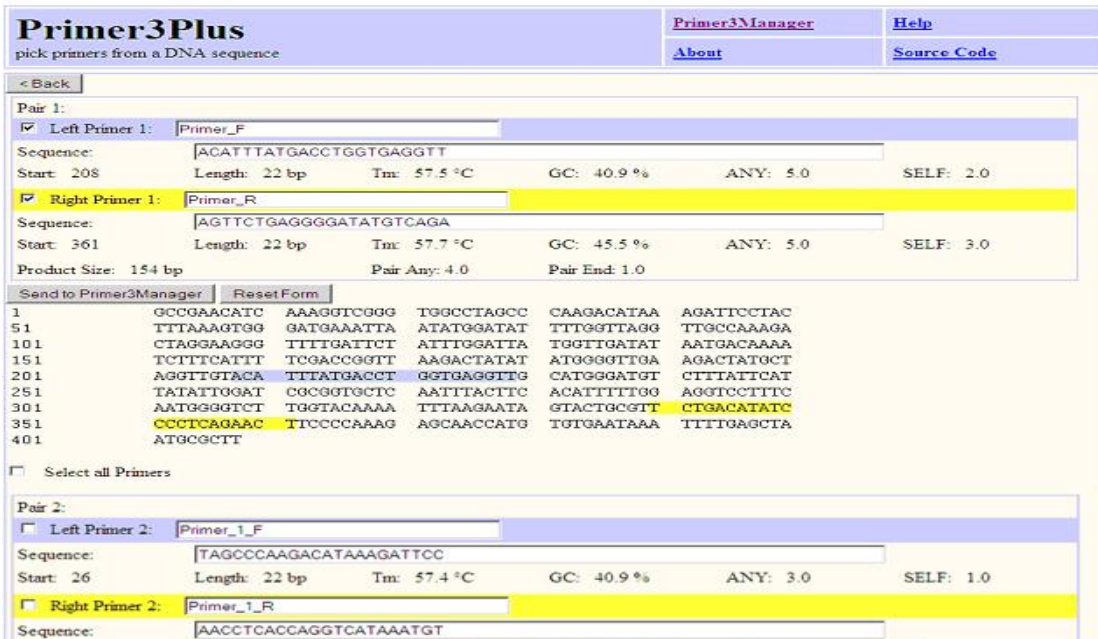 Primer3Plus
pick primers from a DNA sequence
Primer3Manager Help
About Source Code
< Back
Pair 1:
Left Primer 1: Primer_F
Sequence: ACATTTATGACCTGGTGAGGTT
Start: 208 Length: 22 bp Tm: 57.5 °C GC: 40.9 % ANY: 5.0 SELF: 2.0
Right Primer 1: Primer_R
Sequence: AGTTCTGAGGGGATATGTCAGA
Start: 361 Length: 22 bp Tm: 57.7 °C GC: 45.5 % ANY: 5.0 SELF: 3.0
Product Size: 154 bp Pair Any: 4.0 Pair End: 1.0
Send to Primer3Manager Reset Form
1 GCCGAACATC AAAGGTCGGG TGGCCTAGCC CAAGACATAA AGATTCCTAC
51 TTTAAAGTGG GATGAAATTA ATATGGATAT TTTGGTTAGG TTGCCAAAGA
101 CTAGGAAGGG TTTTGATTCT ATTTGGATTA TGGTTGATAT AATGACAAAA
151 TCTTTCATTT TCGACCGGTT AAGACTATAT ATGGGGTTGA AGACTATGCT
201 AGGTTGTACA TTTATGACCT GGTGAGGTTG CATGGGATGT CTTTATTCAT
251 TATATTGGAT CGCGGTGCTC AATTTACTTC ACATTTTTGG AGGTCCTTTC
301 AATGGGGTCT TGGTACAAAA TTTAAGAATA GTACTGCGTT CTGACATATC
351 CCCTCAGAAC TTCCCCAAAG AGCAACCATG TGTGAATAAA TTTTGAGCTA
401 ATGCGCTT
Select all Primers
Pair 2:
Left Primer 2: Primer_1_F
Sequence: TAGCCCAAGACATAAAGATTCC
Start: 26 Length: 22 bp Tm: 57.4 °C GC: 40.9 % ANY: 3.0 SELF: 1.0
Right Primer 2: Primer_1_R
Sequence: AACCTCACCAGGTCATAAATGT